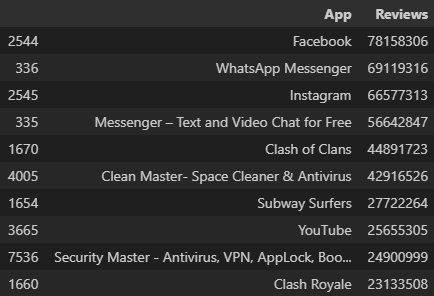 App Reviews
2544 Facebook 78158306
336 WhatsApp Messenger 69119316
2545 Instagram 66577313
335 Messenger – Text and Video Chat for Free 56642847
1670 Clash of Clans 44891723
4005 Clean Master- Space Cleaner & Antivirus 42916526
1654 Subway Surfers 27722264
3665 YouTube 25655305
7536 Security Master - Antivirus, VPN, AppLock, Boo... 24900999
1660 Clash Royale 23133508